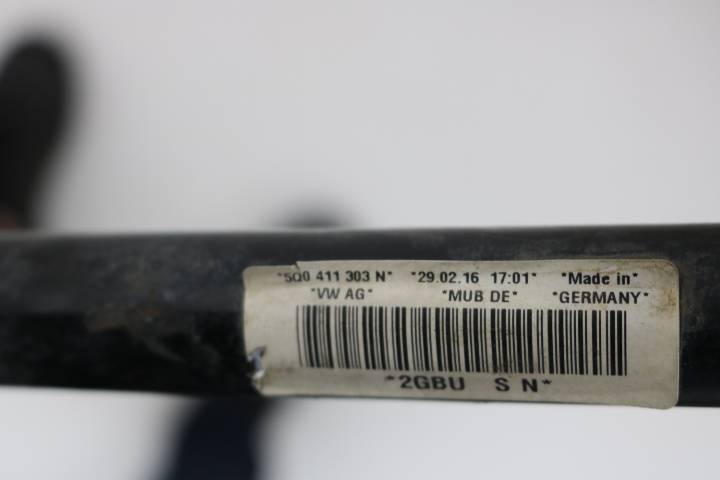 *5Q0 411 303 N* *29.02.16 17:01* *Made in*
*VW AG* *MUB DE* *GERMANY*
*2GBU S N*